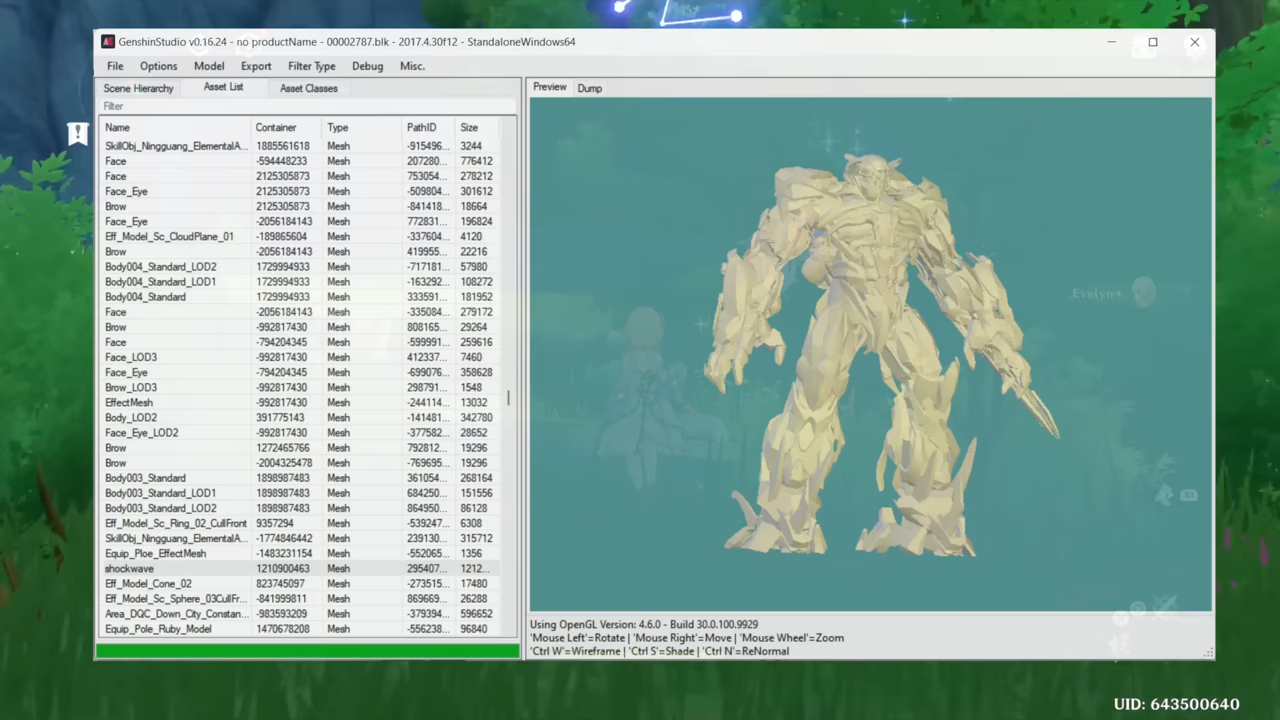 GenshinStudio v0.16.24 - no productName - 00002787.blk - 2017.4.30f12 - StandaloneWindows64
File Options Model Export Filter Type Debug Misc.
Scene Hierarchy Asset List Asset Classes
Filter
Name Container Type PathID Size
SkillObj_Ningguang_ElementalA... 1885561618 Mesh -915496... 3244
Face -594448233 Mesh 207280... 776412
Face 2125305873 Mesh 753054... 278212
Face_Eye 2125305873 Mesh -509804... 301612
Brow 2125305873 Mesh -841418... 18664
Face_Eye -2056184143 Mesh 772831... 196824
Eff_Model_Sc_CloudPlane_01 -189865604 Mesh -337604... 4120
Brow -2056184143 Mesh 419955... 22216
Body004_Standard_LOD2 1729994933 Mesh -717181... 57980
Body004_Standard_LOD1 1729994933 Mesh -163292... 108272
Body004_Standard 1729994933 Mesh 333591... 181952
Face -2056184143 Mesh -335084... 279172
Brow -992817430 Mesh 808165... 29264
Face -794204345 Mesh -599991... 259616
Face_LOD3 -992817430 Mesh 412337... 7460
Face_Eye -794204345 Mesh -699076... 358628
Brow_LOD3 -992817430 Mesh 298791... 1548
EffectMesh -992817430 Mesh -244114... 13032
Body_LOD2 391775143 Mesh -141481... 342780
Face_Eye_LOD2 -992817430 Mesh -377582... 28652
Brow 1272465766 Mesh 792812... 19296
Brow -2004325478 Mesh -769695... 19296
Body003_Standard 1898987483 Mesh 361054... 268164
Body003_Standard_LOD1 1898987483 Mesh 684250... 151556
Body003_Standard_LOD2 1898987483 Mesh 864950... 86128
Eff_Model_Sc_Ring_02_CullFront 9357294 Mesh -539247... 6308
SkillObj_Ningguang_ElementalA... -1774846442 Mesh 239130... 315712
Equip_Ploe_EffectMesh -1483231154 Mesh -552065... 1356
shockwave 1210900463 Mesh 295407... 1212...
Eff_Model_Cone_02 823745097 Mesh -273515... 17480
Eff_Model_Sc_Sphere_03CullFr... -841999811 Mesh 869669... 26288
Area_DQC_Down_City_Constan... -983593209 Mesh -379394... 596652
Equip_Pole_Ruby_Model 1470678208 Mesh -556238... 96840
Preview Dump
Evelyn
Using OpenGL Version: 4.6.0 - Build 30.0.100.9929
'Mouse Left'=Rotate | 'Mouse Right'=Move | 'Mouse Wheel'=Zoom
'Ctrl W'=Wireframe | 'Ctrl S'=Shade | 'Ctrl N'=ReNormal
UID: 643500640